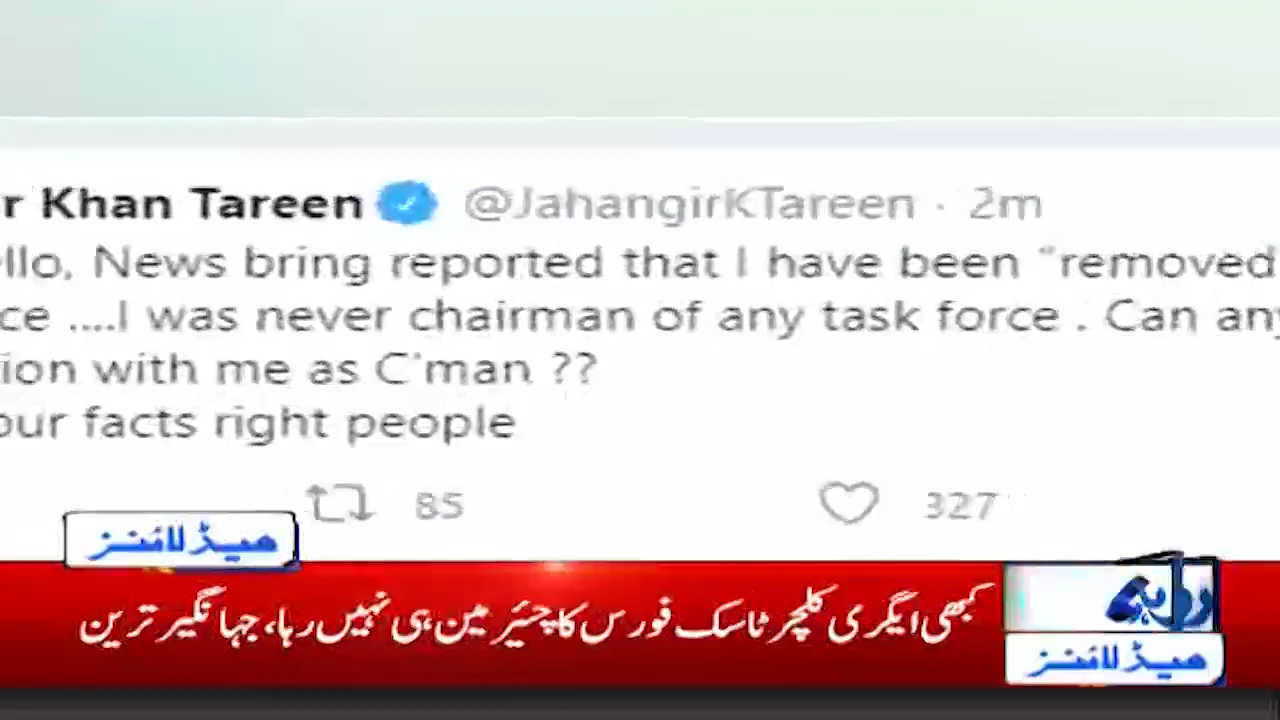 r Khan Tareen @JahangirKTareen · 2m
llo, News bring reported that I have been “removed
ce ....I was never chairman of any task force . Can any
ion with me as C'man ??
our facts right people
85 327
ہیڈلائنز
کبھی ایگری کلچر ٹاسک فورس کا چئیر مین ہی نہیں رہا، جہانگیر ترین
ہیڈلائنز